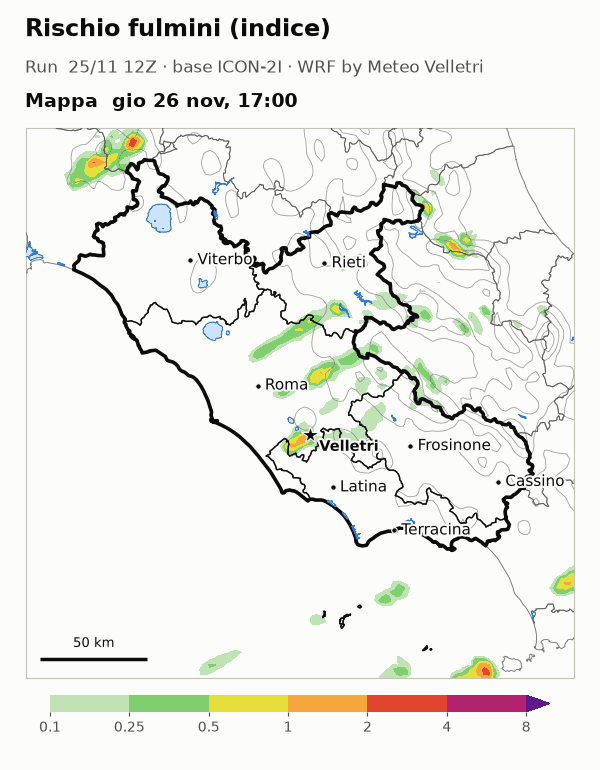 Rischio fulmini (indice)
Run  25/11 12Z · base ICON-2I · WRF by Meteo Velletri
Mappa  gio 26 nov, 17:00
Viterbo
Rieti
Roma
Velletri
Frosinone
Latina
Cassino
Terracina
50 km
0.1 0.25 0.5 1 2 4 8